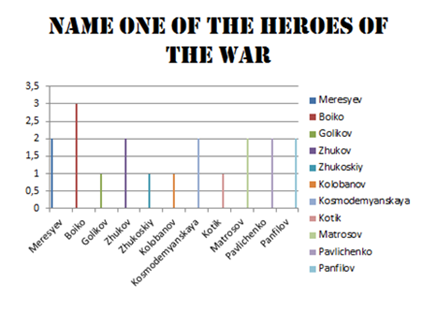 NAME ONE OF THE HEROES OF
THE WAR
3,5
3
2,5
2
1,5
1
0,5
0
Meresyev
Boiko
Golikov
Zhukov
Zhukoskiy
Kolobanov
Kosmodemyanskaya
Kotik
Matrosov
Pavlichenko
Panfilov
Meresyev
Boiko
Golikov
Zhukov
Zhukoskiy
Kolobanov
Kosmodemyanskaya
Kotik
Matrosov
Pavlichenko
Panfilov